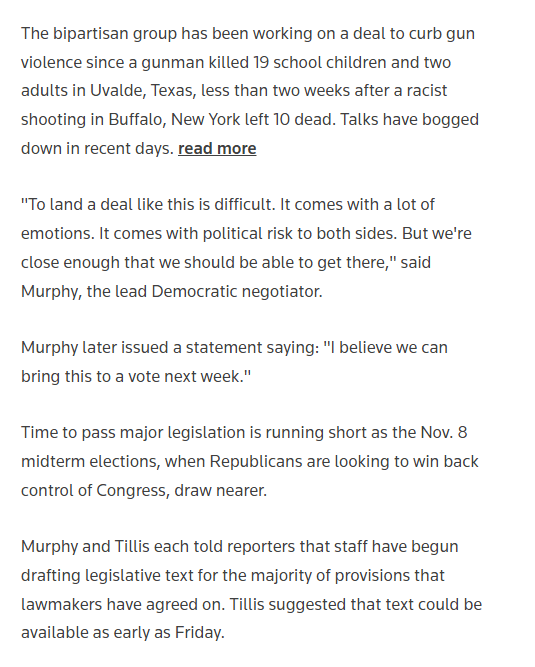 The bipartisan group has been working on a deal to curb gun
violence since a gunman killed 19 school children and two
adults in Uvalde, Texas, less than two weeks after a racist
shooting in Buffalo, New York left 10 dead. Talks have bogged
down in recent days. read more
"To land a deal like this is difficult. It comes with a lot of
emotions. It comes with political risk to both sides. But we're
close enough that we should be able to get there," said
Murphy, the lead Democratic negotiator.
Murphy later issued a statement saying: "I believe we can
bring this to a vote next week."
Time to pass major legislation is running short as the Nov. 8
midterm elections, when Republicans are looking to win back
control of Congress, draw nearer.
Murphy and Tillis each told reporters that staff have begun
drafting legislative text for the majority of provisions that
lawmakers have agreed on. Tillis suggested that text could be
available as early as Friday.